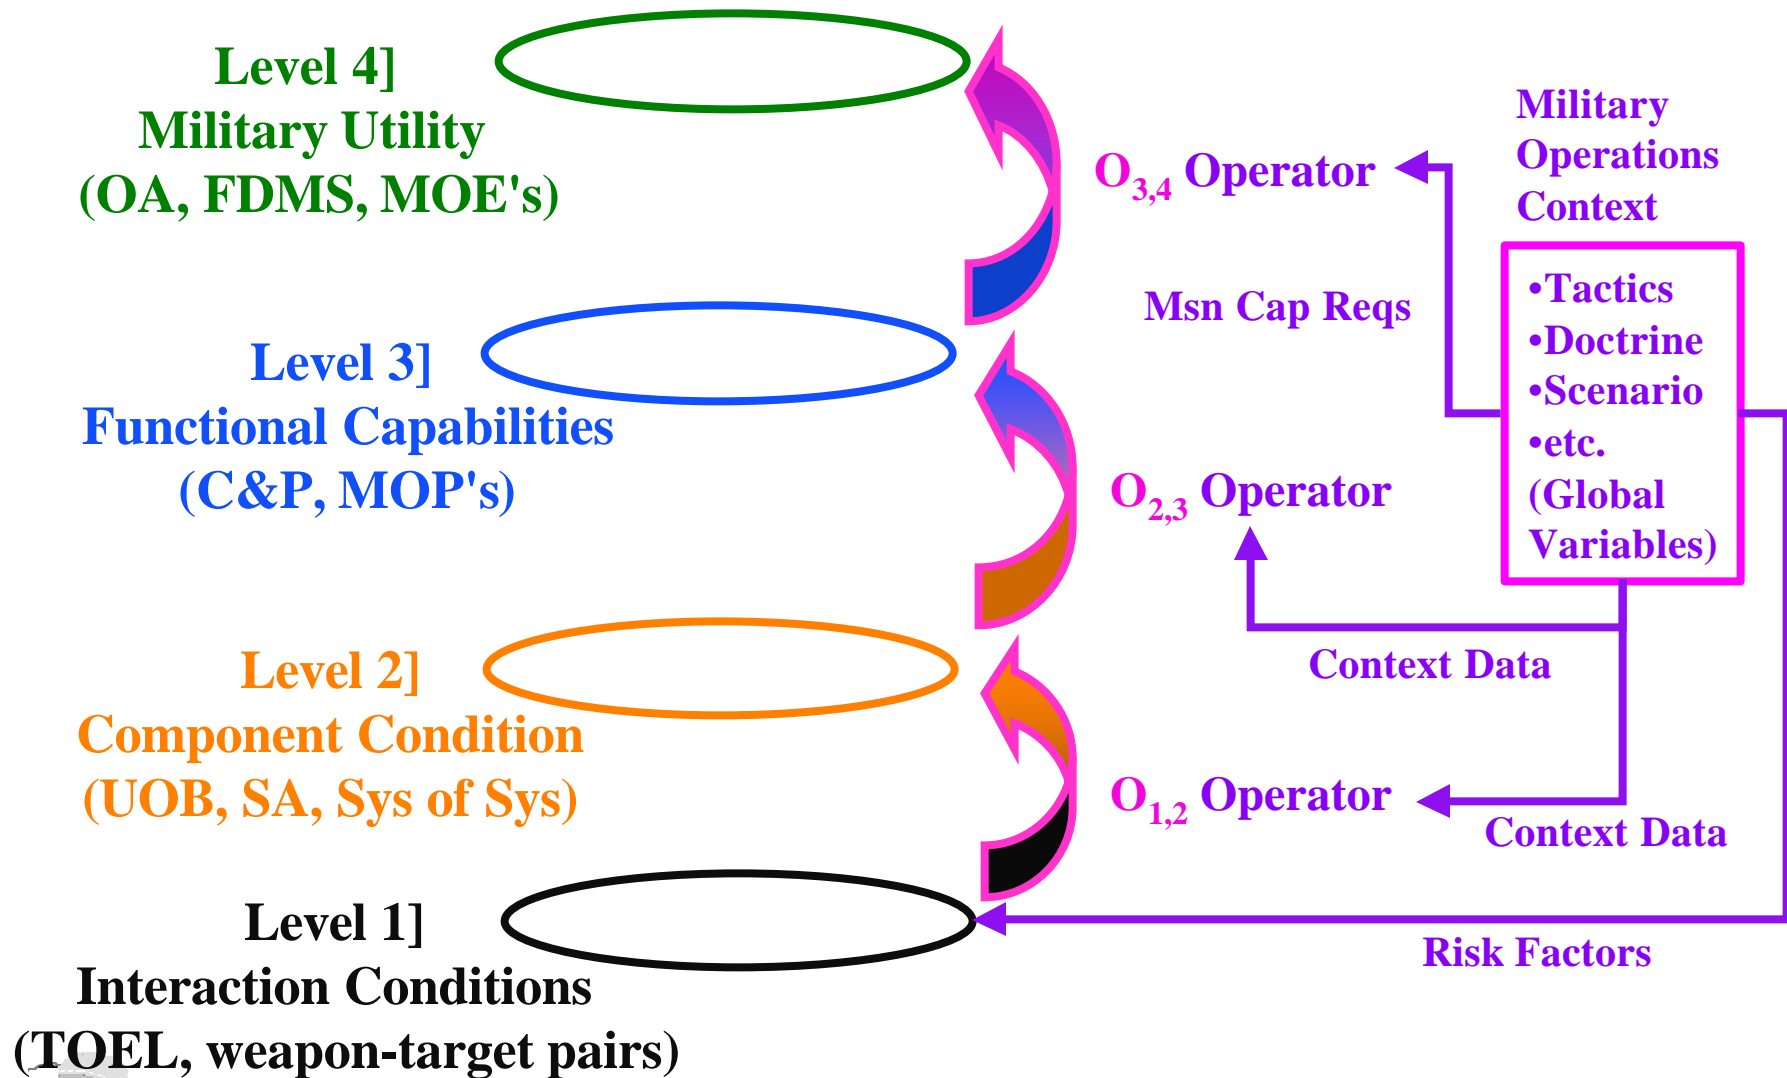 Level 4]
Military Utility
(OA, FDMS, MOE's)
O3,4 Operator
Military
Operations
Context
Msn Cap Reqs
•Tactics
•Doctrine
•Scenario
•etc.
(Global
Variables)
Level 3]
Functional Capabilities
(C&P, MOP's)
O2,3 Operator
Context Data
Level 2]
Component Condition
(UOB, SA, Sys of Sys)
O1,2 Operator
Context Data
Level 1]
Interaction Conditions
(TOEL, weapon-target pairs)
Risk Factors